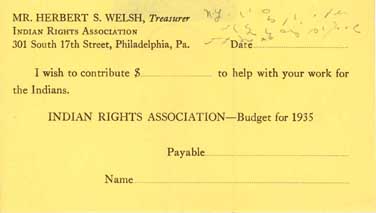 MR. HERBERT S. WELSH, Treasurer
INDIAN RIGHTS ASSOCIATION
301 South 17th Street, Philadelphia, Pa.
Date
I wish to contribute $ to help with your work for
the Indians.
INDIAN RIGHTS ASSOCIATION—Budget for 1935
Payable
Name